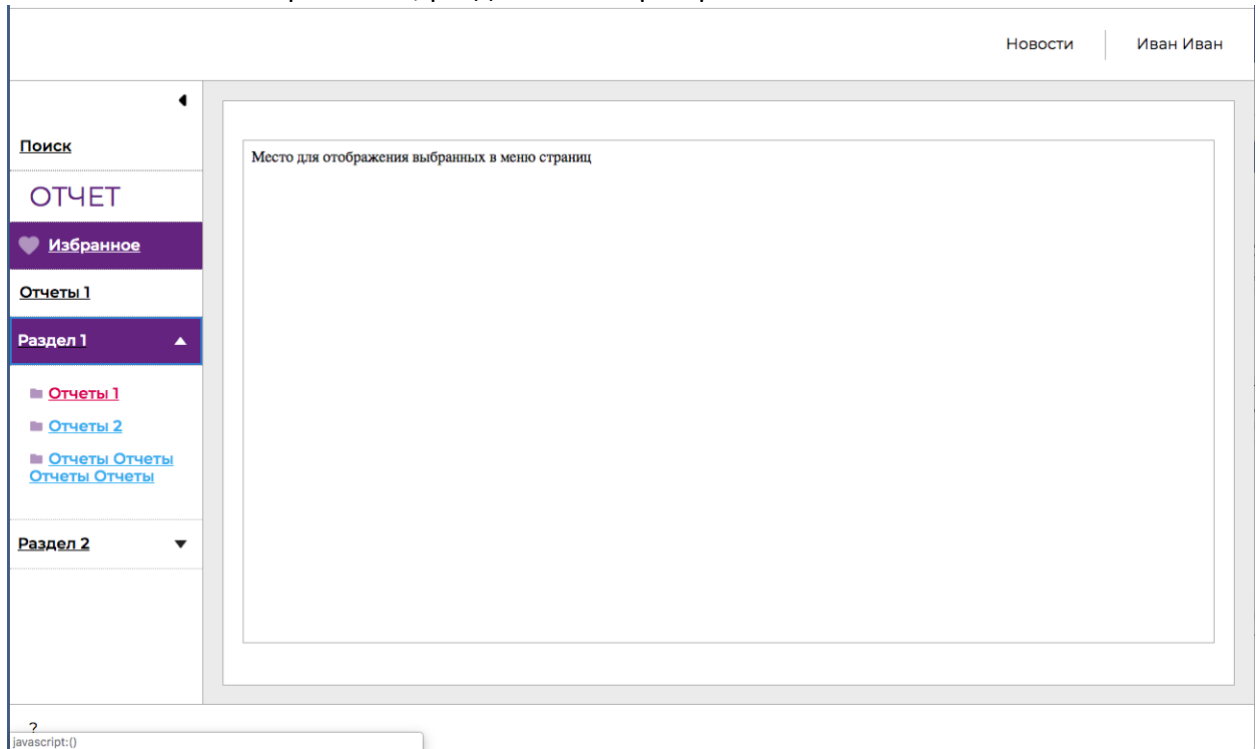 Новости
Иван Иван
Поиск
ОТЧЕТ
Избранное
Отчеты 1
Раздел 1
Отчеты 1
Отчеты 2
Отчеты Отчеты
Отчеты Отчеты
Раздел 2
Место для отображения выбранных в меню страниц
?
javascript:()